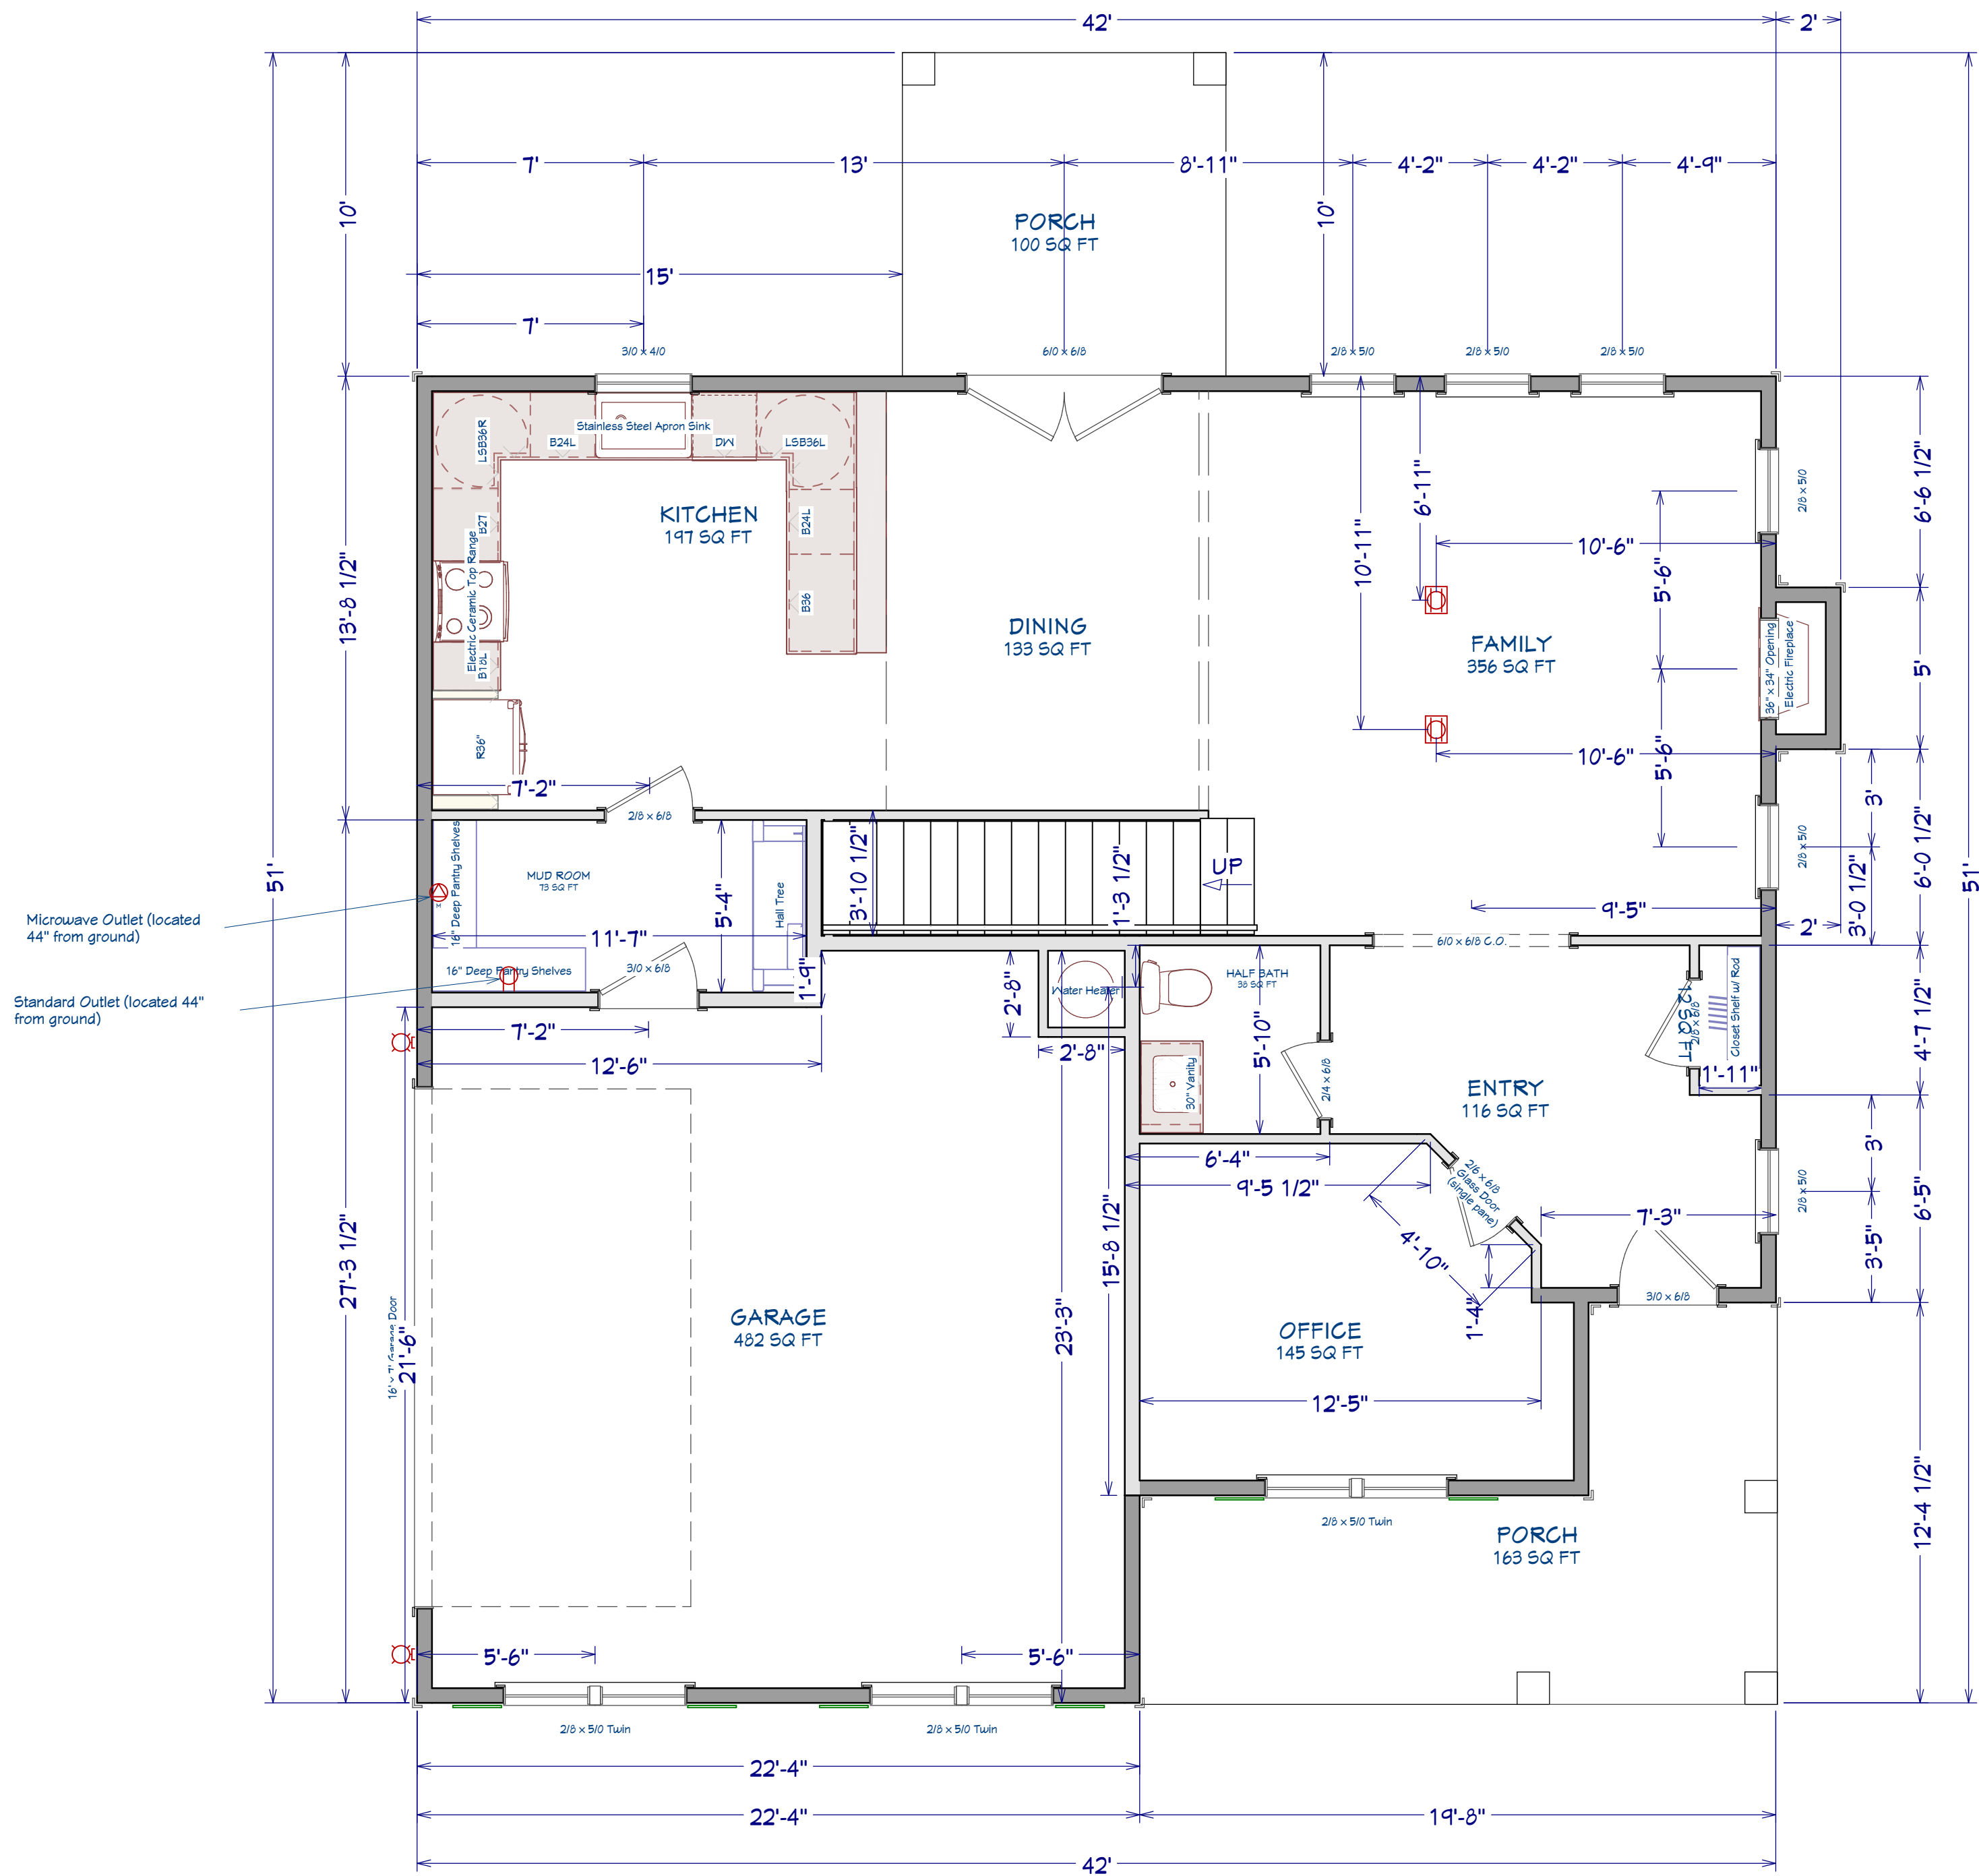 42'
2'
7'
13'
8'-11"
4'-2"
4'-2"
4'-9"
10'
10'
PORCH
100 SQ FT
15'
7'
3/0 x 4/0
6/0 x 6/8
2/8 x 5/0
2/8 x 5/0
2/8 x 5/0
LSB36R
B24L
Stainless Steel Apron Sink
DW
LSB36L
B27
Electric Ceramic Top Range
B18L
R36"
B24L
B36
KITCHEN
197 SQ FT
DINING
133 SQ FT
FAMILY
356 SQ FT
6'-11"
10'-11"
10'-6"
5'-6"
10'-6"
5'-6"
2/8 x 5/0
6'-6 1/2"
36" x 34" Opening
Electric Fireplace
5'
13'-8 1/2"
7'-2"
2/8 x 6/8
51'
51'
3'
6'-0 1/2"
2/8 x 5/0
3'-0 1/2"
2'
9'-5"
16" Deep Pantry Shelves
MUD ROOM
73 SQ FT
5'-4"
Hall Tree
3'-10 1/2"
1'-3 1/2"
UP
Microwave Outlet (located
44" from ground)
11'-7"
16" Deep Pantry Shelves
3/0 x 6/8
1'-9"
Standard Outlet (located 44"
from ground)
6/0 x 6/8 C.O.
2'-8"
Water Heater
HALF BATH
38 SQ FT
12 SQ FT
2/8 x 6/8
Closet Shelf w/ Rod
4'-7 1/2"
7'-2"
12'-6"
2'-8"
5'-10"
30" Vanity
2/4 x 6/8
1'-11"
ENTRY
116 SQ FT
6'-4"
9'-5 1/2"
2/6 x 6/8
Glass Door
(single pane)
4'-10"
7'-3"
2/8 x 5/0
3'
3'-5"
6'-5"
15'-8 1/2"
27'-3 1/2"
21'-6"
GARAGE
482 SQ FT
23'-3"
OFFICE
145 SQ FT
1'-4"
3/0 x 6/8
12'-5"
12'-4 1/2"
2/8 x 5/0 Twin
PORCH
163 SQ FT
5'-6"
5'-6"
2/8 x 5/0 Twin
2/8 x 5/0 Twin
22'-4"
22'-4"
19'-8"
42'